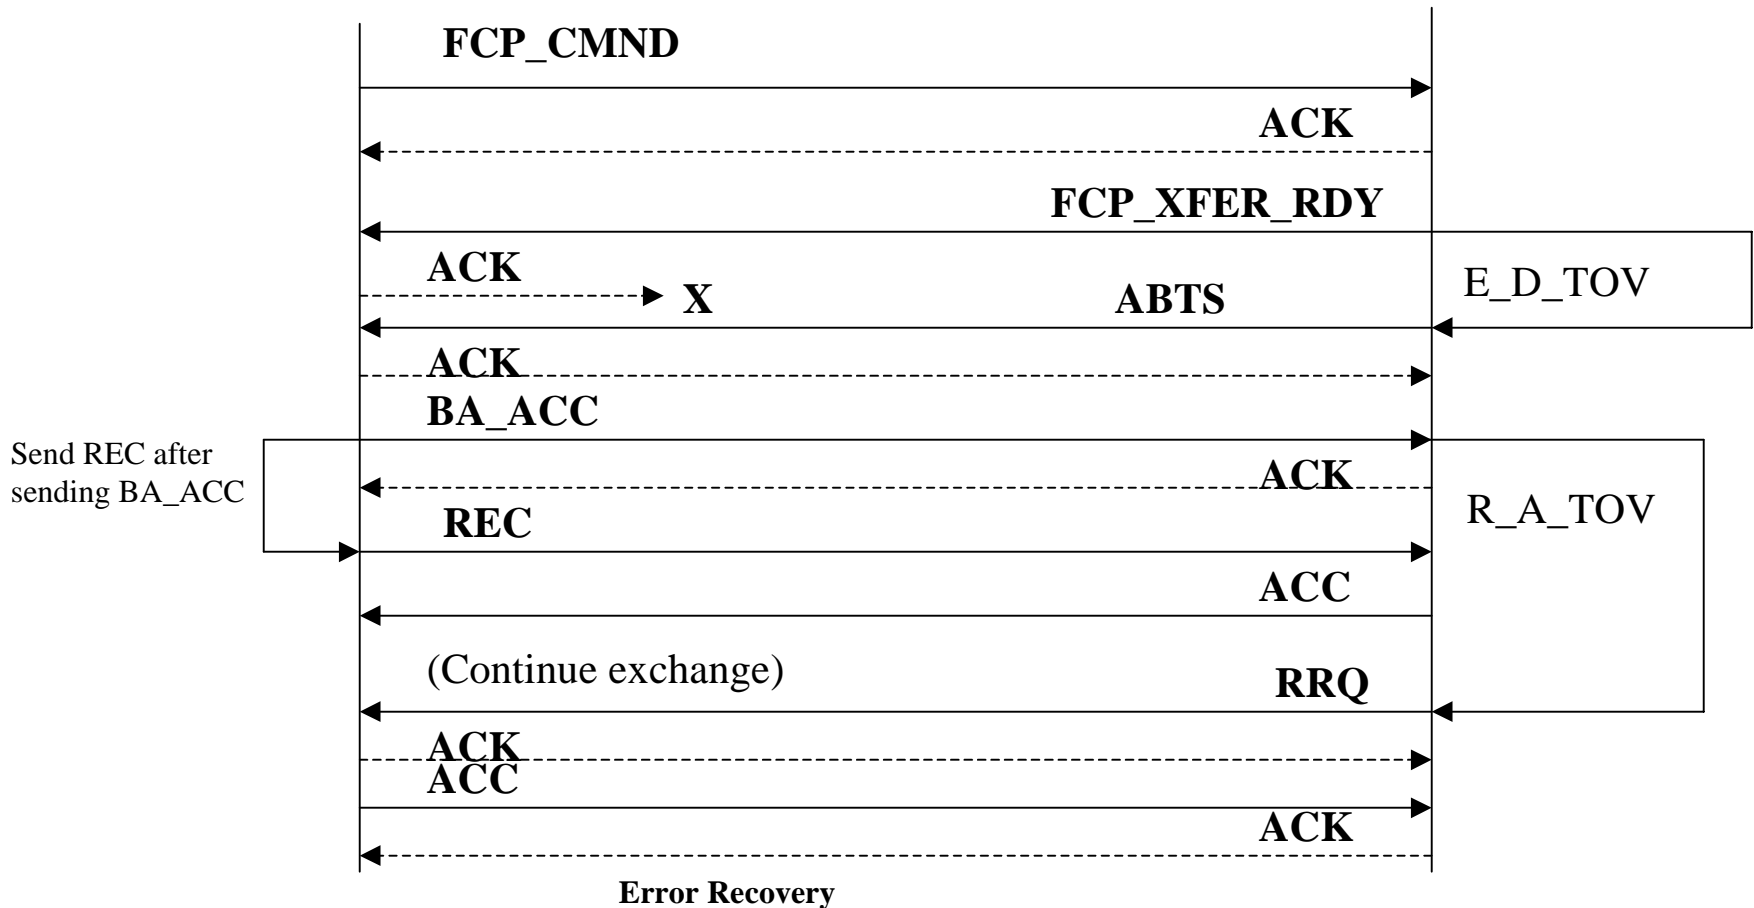 FCP_CMND
ACK
FCP_XFER_RDY
ACK
X
ABTS
E_D_TOV
ACK
BA_ACC
Send REC after
sending BA_ACC
ACK
REC
R_A_TOV
ACC
(Continue exchange)
RRQ
ACK
ACC
ACK
Error Recovery